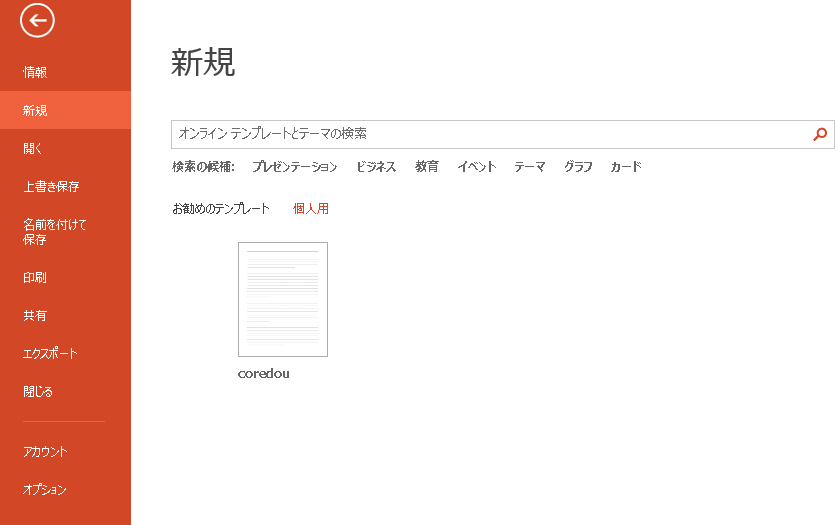 情報
新規
開く
上書き保存
名前を付けて
保存
印刷
共有
エクスポート
閉じる
アカウント
オプション
新規
オンライン テンプレートとテーマの検索
検索の候補: プレゼンテーション ビジネス 教育 イベント テーマ グラフ カード
お勧めのテンプレート 個人用
coredou